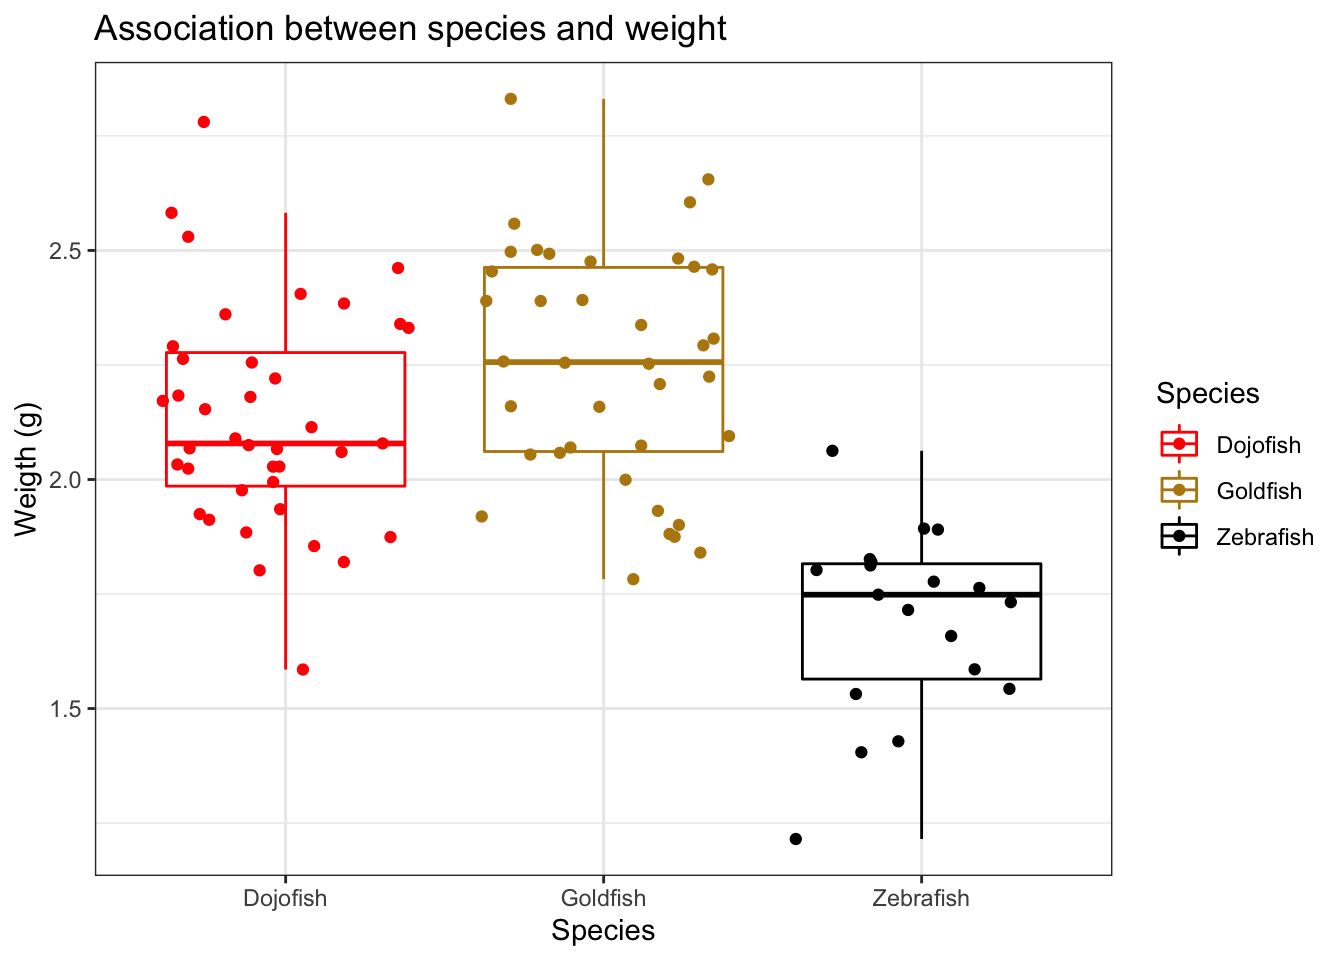 Association between species and weight
Weigth (g)
2.5
2.0
1.5
Dojofish
Goldfish
Zebrafish
Species
Species
Dojofish
Goldfish
Zebrafish